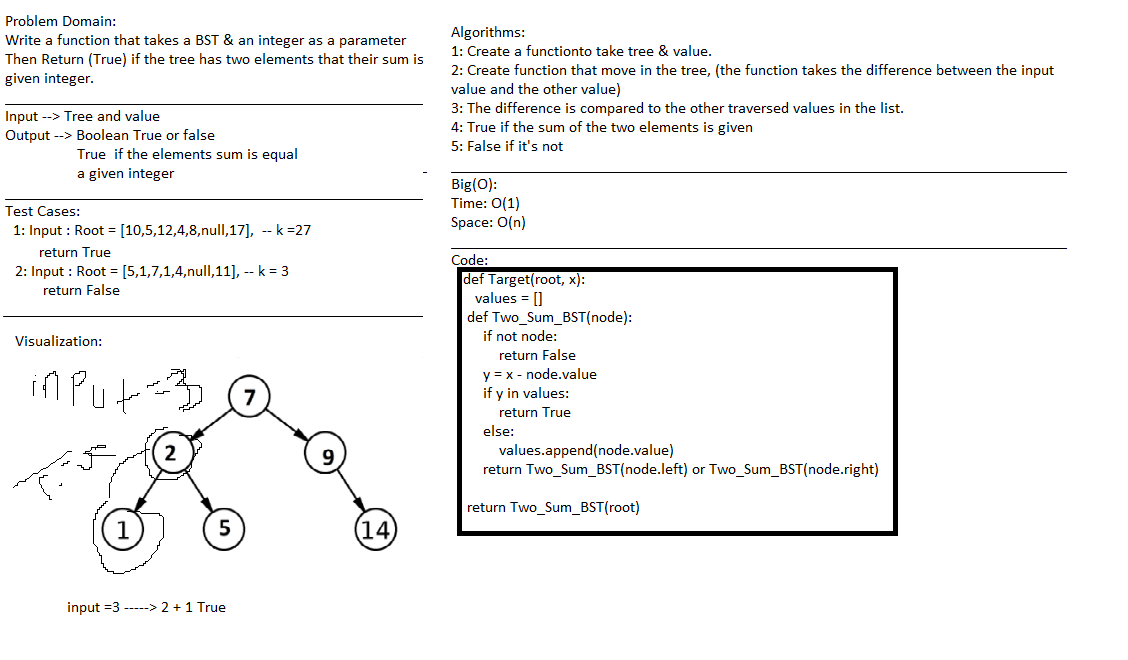 Problem Domain:
Write a function that takes a BST & an integer as a parameter
Then Return (True) if the tree has two elements that their sum is
given integer.
Input --> Tree and value
Output --> Boolean True or false
True if the elements sum is equal
a given integer
Test Cases:
1: Input : Root = [10,5,12,4,8,null,17], -- k =27
return True
2: Input : Root = [5,1,7,1,4,null,11], -- k = 3
return False
Visualization:
input = 3
7
2
9
1
5
14
input =3 -----> 2 + 1 True
Algorithms:
1: Create a functionto take tree & value.
2: Create function that move in the tree, (the function takes the difference between the input
value and the other value)
3: The difference is compared to the other traversed values in the list.
4: True if the sum of the two elements is given
5: False if it's not
-
Big(O):
Time: O(1)
Space: O(n)
Code:
def Target(root, x):
values = []
def Two_Sum_BST(node):
if not node:
return False
y = x - node.value
if y in values:
return True
else:
values.append(node.value)
return Two_Sum_BST(node.left) or Two_Sum_BST(node.right)
return Two_Sum_BST(root)